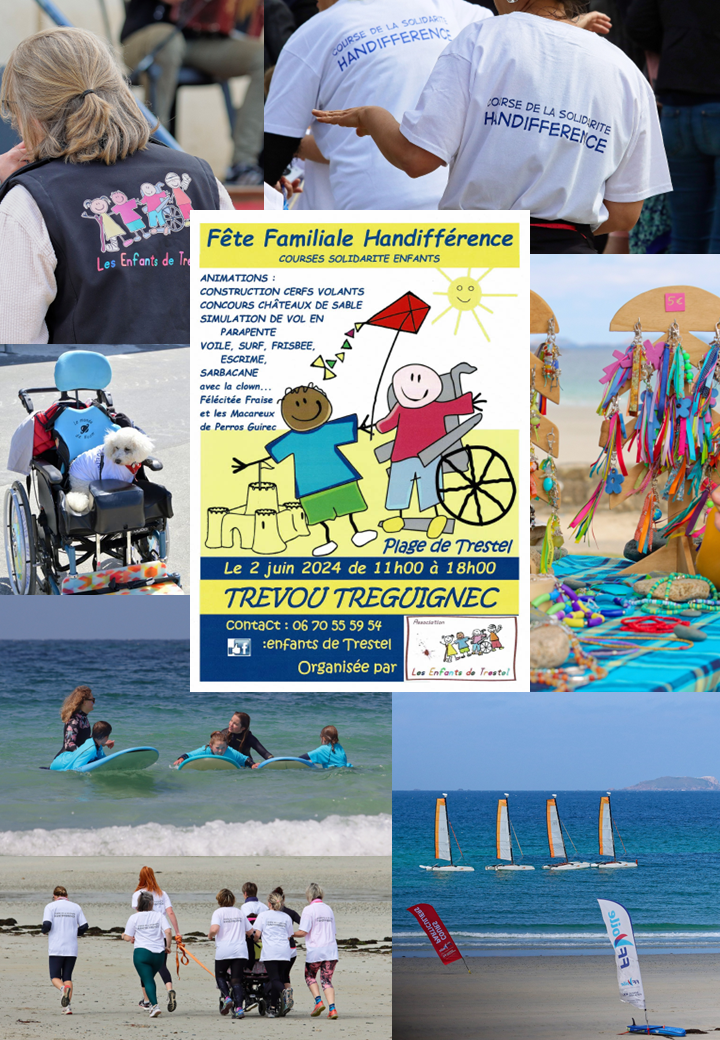 COURSE DE LA SOLIDARITE
HANDIFFERENCE
COURSE DE LA SOLIDARITE
HANDIFFERENCE
Les Enfants de Tre
Fête Familiale Handifférence
COURSES SOLIDARITE ENFANTS
ANIMATIONS :
CONSTRUCTION CERFS VOLANTS
CONCOURS CHÂTEAUX DE SABLE
SIMULATION DE VOL EN
PARAPENTE
VOILE, SURF, FRISBEE,
ESCRIME,
SARBACANE
avec la clown...
Félécitée Fraise
et les Macareux
de Perros Guirec
Plage de Trestel
Le 2 juin 2024 de 11h00 à 18h00
TREVOU TREGUIGNEC
contact : 06 70 55 59 54
f :enfants de Trestel
Organisée par
Association
Les Enfants de Trestel
5€
FFVoile